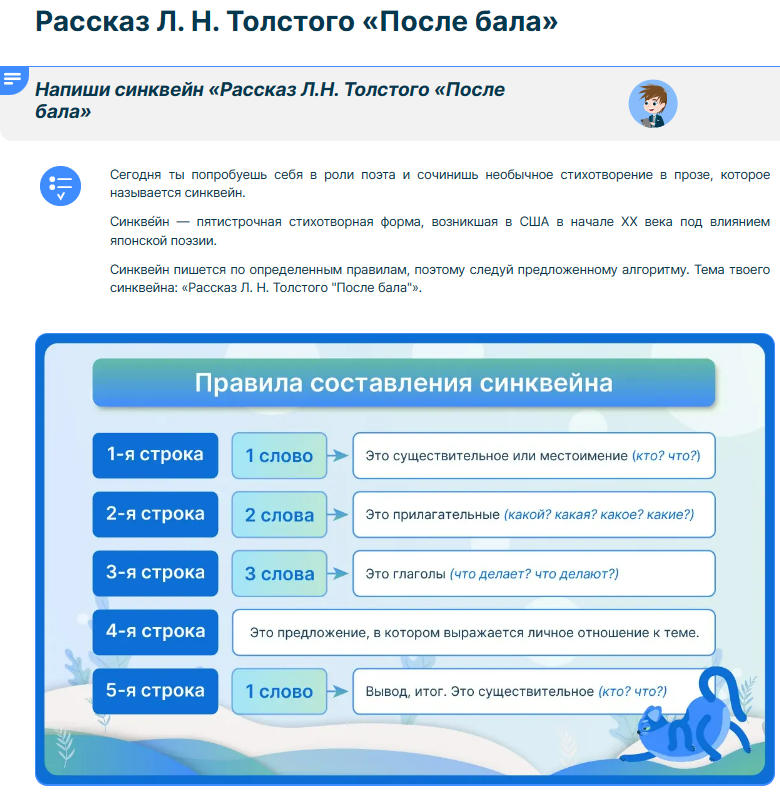 Рассказ Л. Н. Толстого «После бала»
Напиши синквейн «Рассказ Л.Н. Толстого «После
бала»
Сегодня ты попробуешь себя в роли поэта и сочинишь необычное стихотворение в прозе, которое
называется синквейн.
Синкве́йн — пятистрочная стихотворная форма, возникшая в США в начале XX века под влиянием
японской поэзии.
Синквейн пишется по определенным правилам, поэтому следуй предложенному алгоритму. Тема твоего
синквейна: «Рассказ Л. Н. Толстого "После бала"».
Правила составления синквейна
1-я строка 1 слово Это существительное или местоимение (кто? что?)
2-я строка 2 слова Это прилагательные (какой? какая? какое? какие?)
3-я строка 3 слова Это глаголы (что делает? что делают?)
4-я строка Это предложение, в котором выражается личное отношение к теме.
5-я строка 1 слово Вывод, итог. Это существительное (кто? что?)